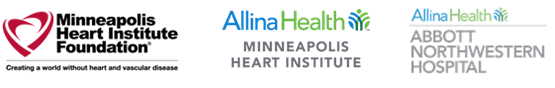 Minneapolis
Heart Institute
Foundation®
Creating a world without heart and vascular disease
Allina Health
MINNEAPOLIS
HEART INSTITUTE
Allina Health
ABBOTT
NORTHWESTERN
HOSPITAL